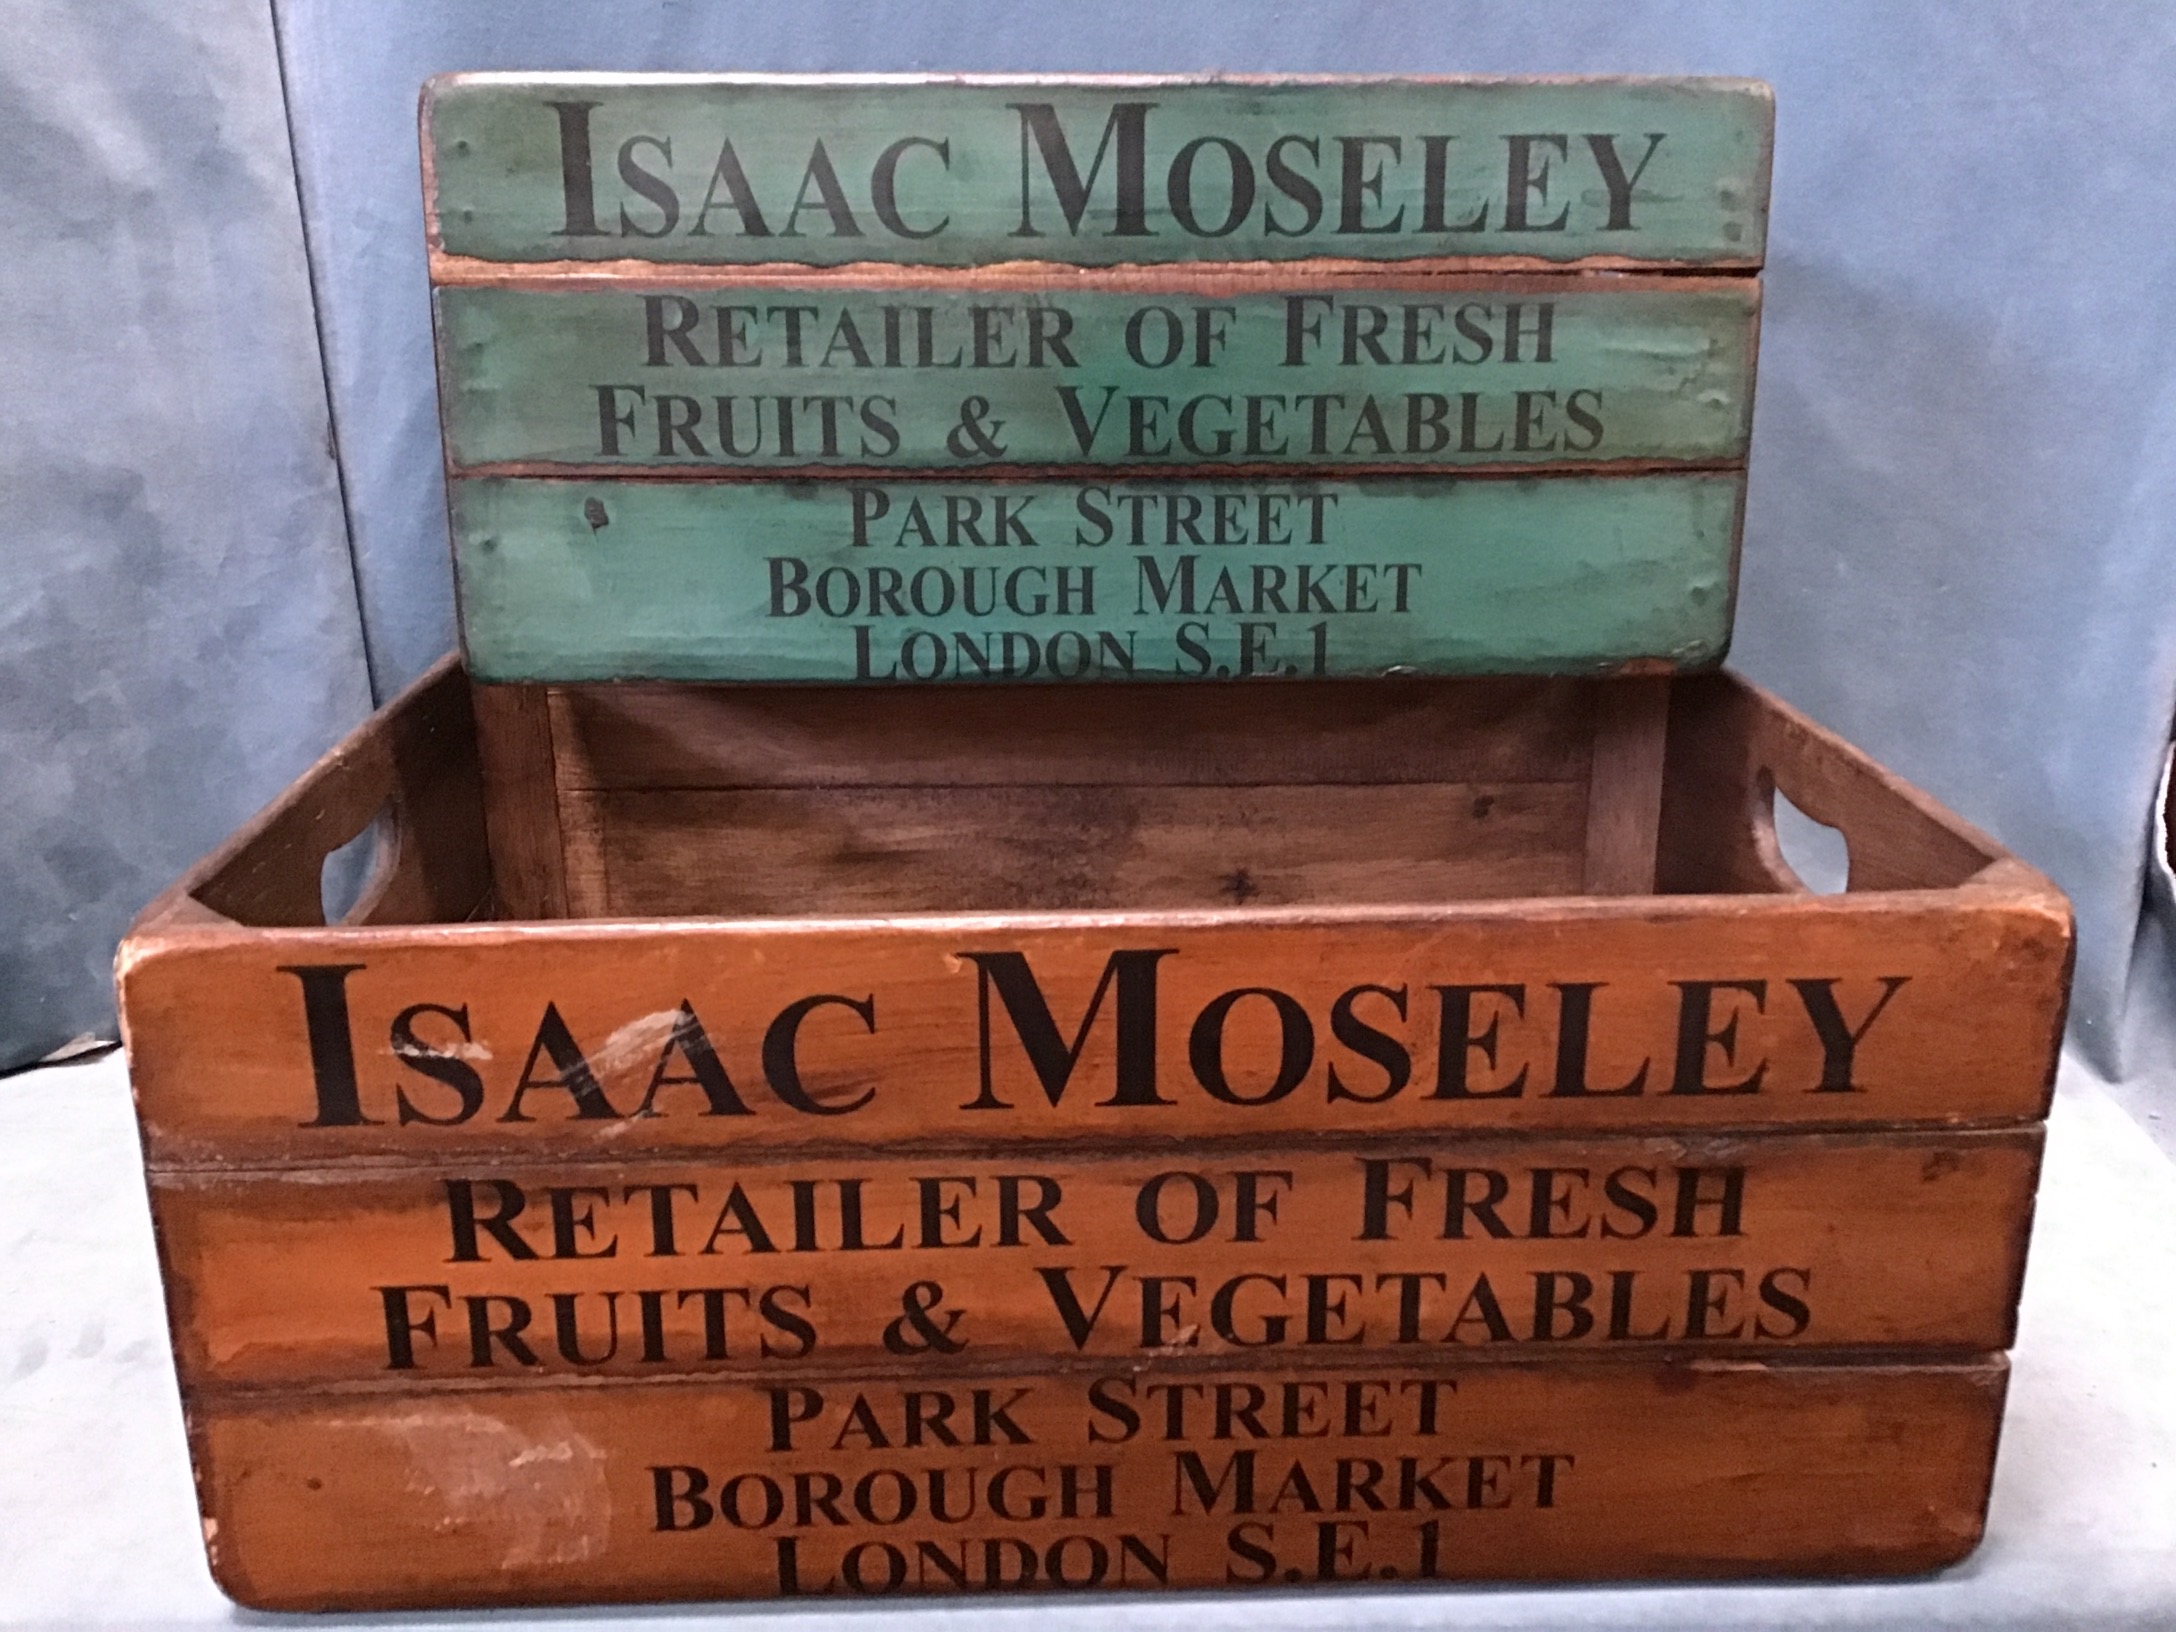 ISAAC MOSELEY
RETAILER OF FRESH
FRUITS & VEGETABLES
PARK STREET
BOROUGH MARKET
LONDON S.E.1
ISAAC MOSELEY
RETAILER OF FRESH
FRUITS & VEGETABLES
PARK STREET
BOROUGH MARKET
LONDON S.E.1